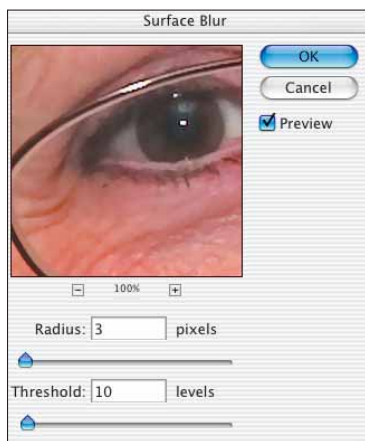 Surface Blur
OK
Cancel
Preview
100%
Radius: 3 pixels
Threshold: 10 levels